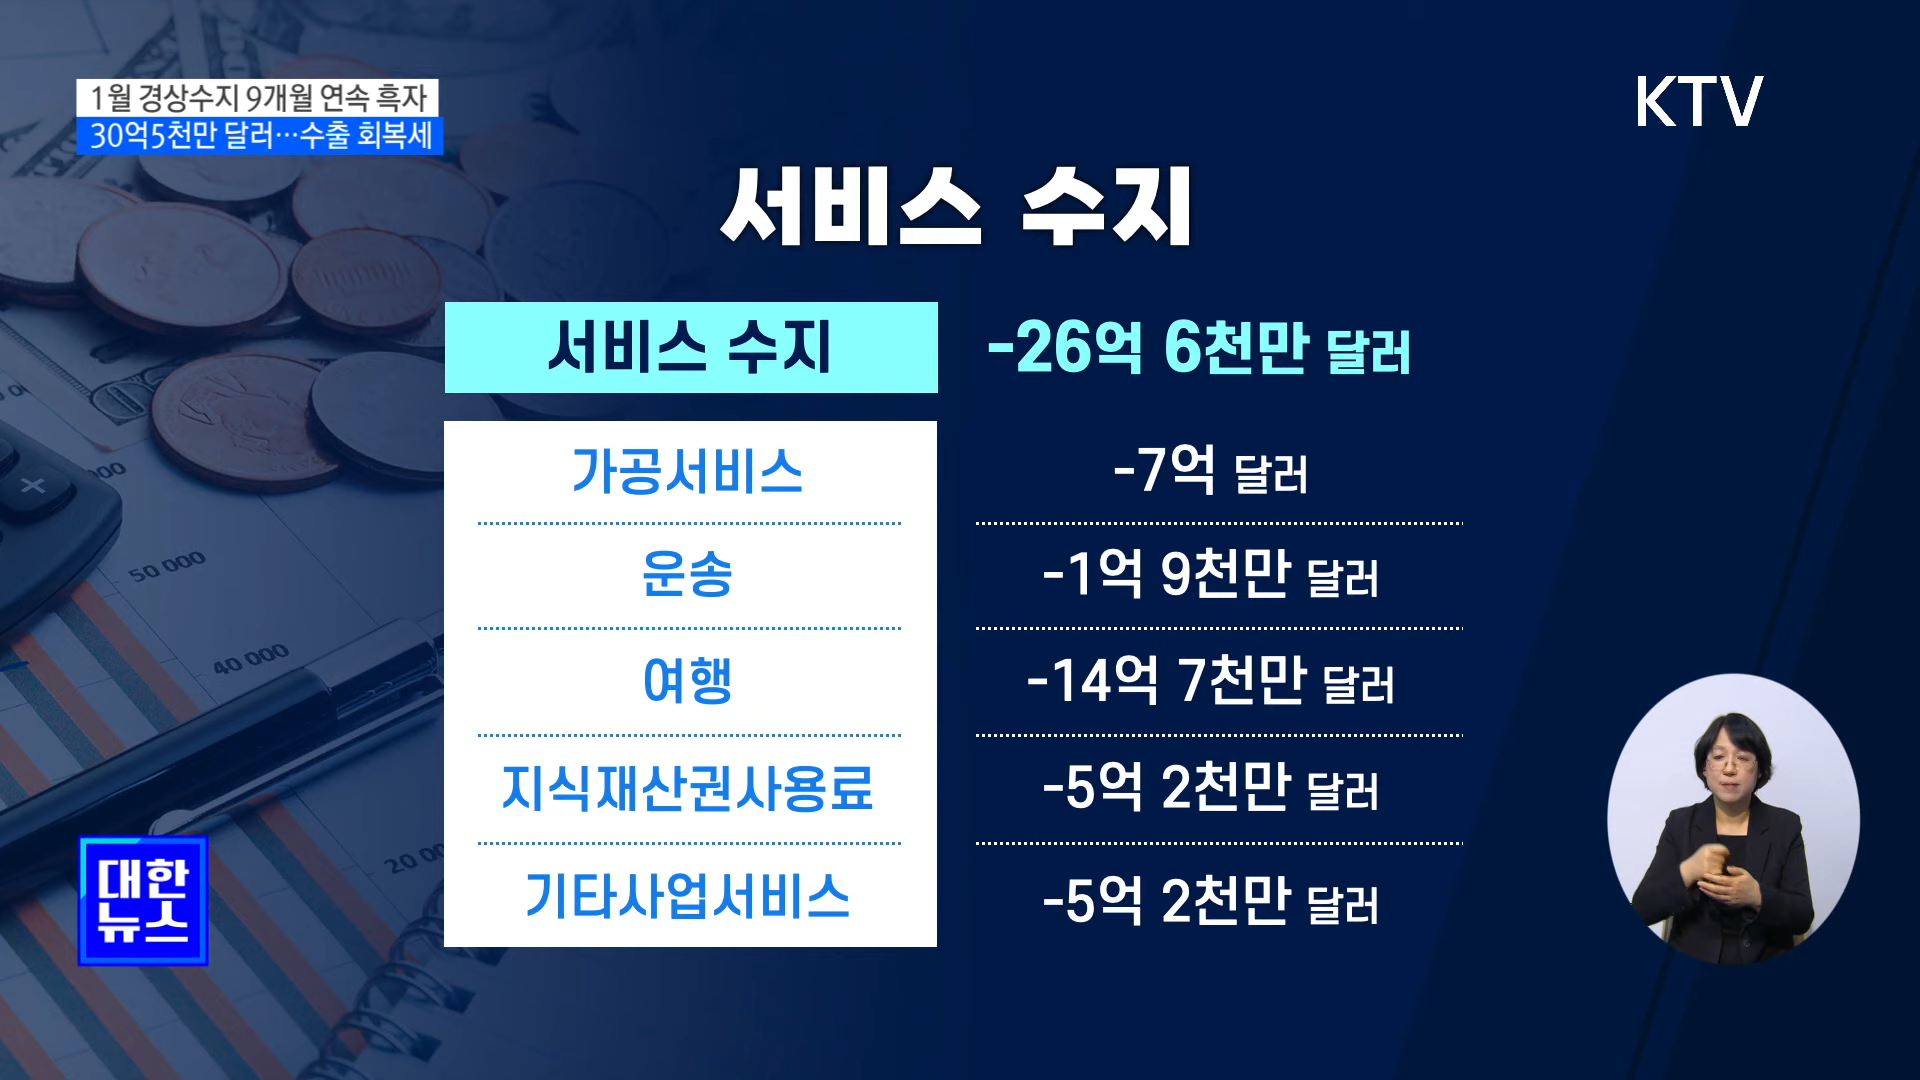 1월 경상수지 9개월 연속 흑자
30억5천만 달러…수출 회복세
KTV
서비스 수지
서비스 수지 -26억 6천만 달러
가공서비스 -7억 달러
운송 -1억 9천만 달러
여행 -14억 7천만 달러
지식재산권사용료 -5억 2천만 달러
기타사업서비스 -5억 2천만 달러
50 000
40 000
대한
뉴스